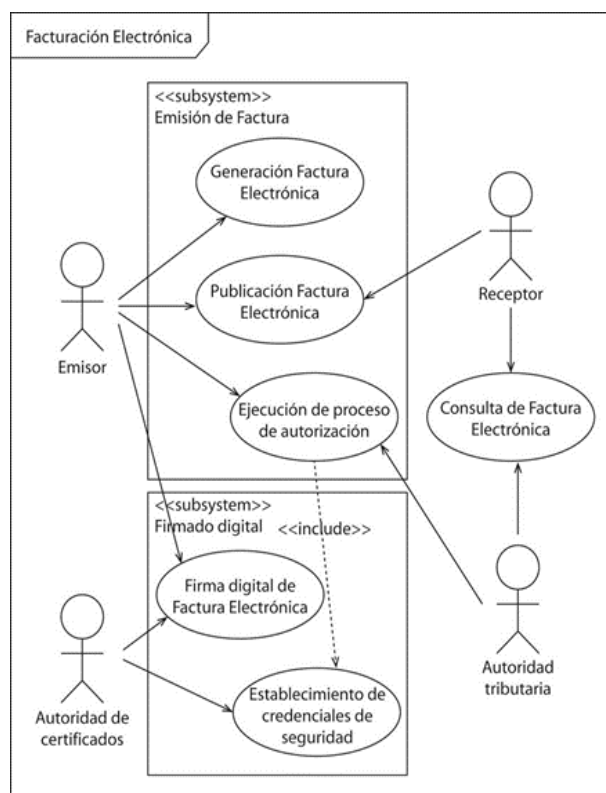 Facturación Electrónica
<<subsystem>>
Emisión de Factura
Generación Factura
Electrónica
Publicación Factura
Electrónica
Receptor
Emisor
Ejecución de proceso
de autorización
Consulta de Factura
Electrónica
<<subsystem>>
Firmado digital
<<include>>
Firma digital de
Factura Electrónica
Autoridad
tributaria
Establecimiento de
credenciales de
seguridad
Autoridad de
certificados